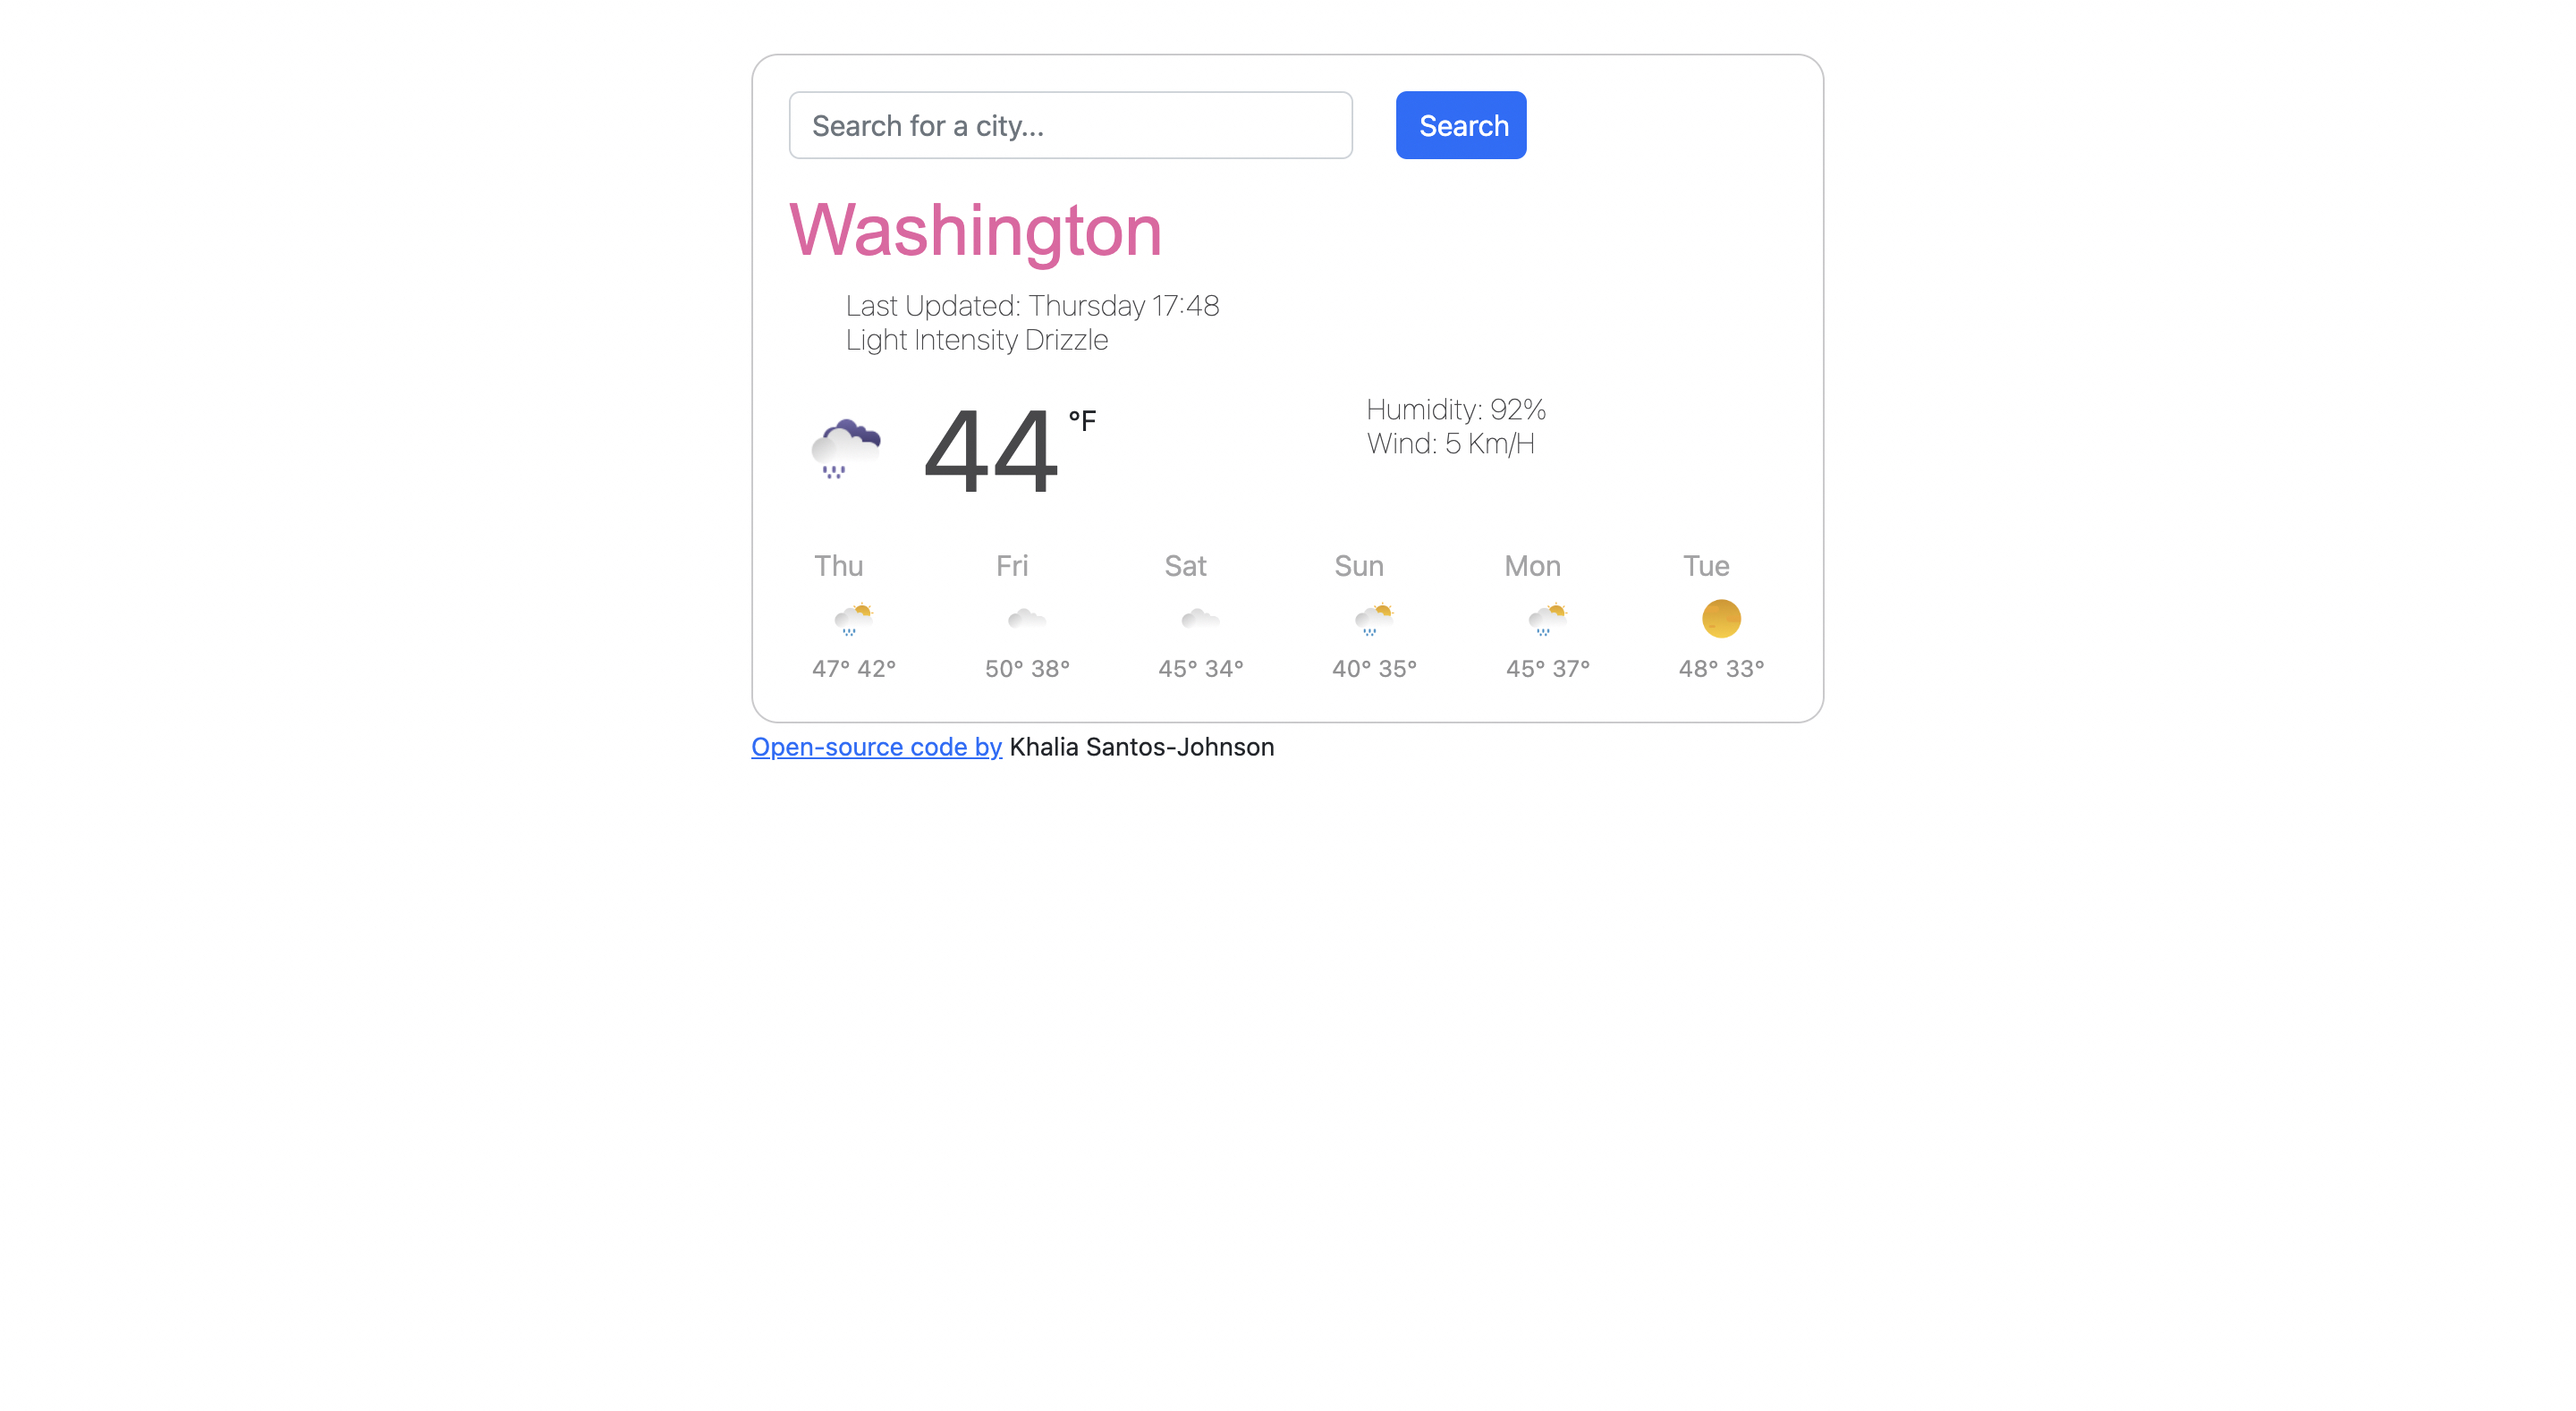 Search for a city...
Search
Washington
Last Updated: Thursday 17:48
Light Intensity Drizzle
44 °F
Humidity: 92%
Wind: 5 Km/H
Thu Fri Sat Sun Mon Tue
47° 42° 50° 38° 45° 34° 40° 35° 45° 37° 48° 33°
Open-source code by Khalia Santos-Johnson